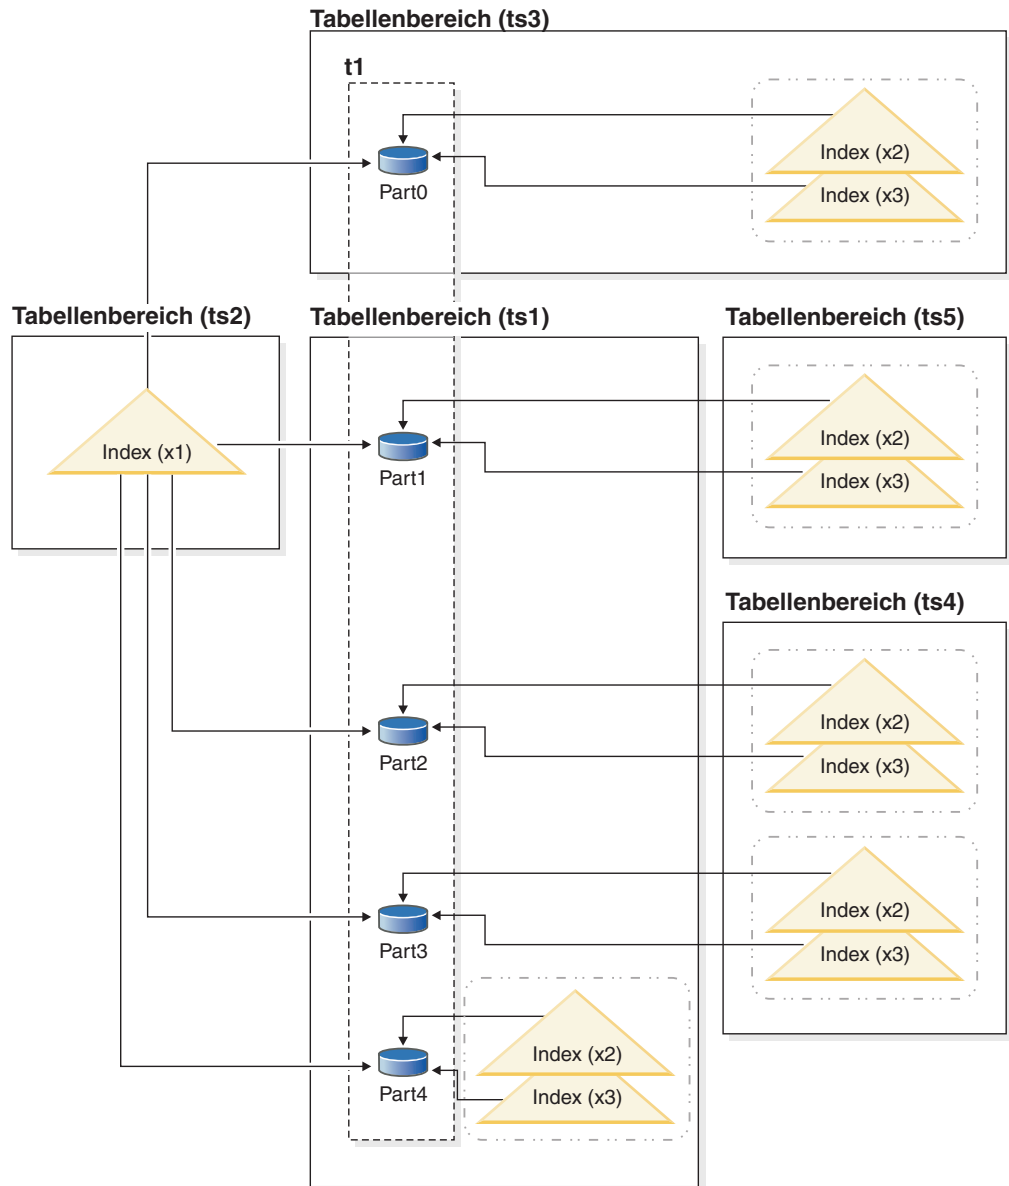 Tabellenbereich (ts3)
t1
Part0
Index (x2)
Index (x3)
Tabellenbereich (ts2)
Index (x1)
Tabellenbereich (ts1)
Part1
Part2
Part3
Part4
Index (x2)
Index (x3)
Tabellenbereich (ts5)
Index (x2)
Index (x3)
Tabellenbereich (ts4)
Index (x2)
Index (x3)
Index (x2)
Index (x3)